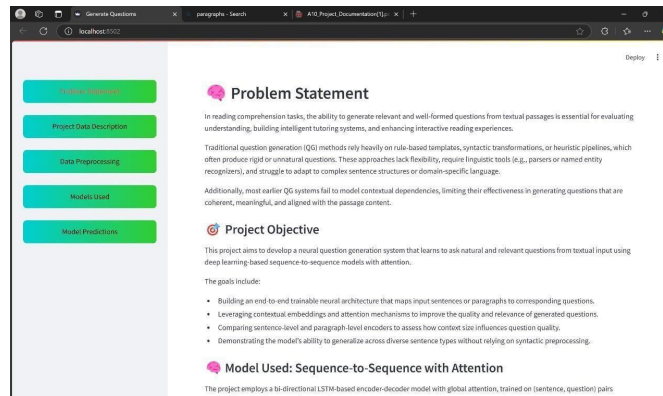 Generate Questions
paragraphs - Search
A10_Project_Documentation[1].p
localhost:8502
Deploy
Problem Statement
Project Data Description
Data Preprocessing
Models Used
Model Predictions
Problem Statement
In reading comprehension tasks, the ability to generate relevant and well-formed questions from textual passages is essential for evaluating
understanding, building intelligent tutoring systems, and enhancing interactive reading experiences.
Traditional question generation (QG) methods rely heavily on rule-based templates, syntactic transformations, or heuristic pipelines, which
often produce rigid or unnatural questions. These approaches lack flexibility, require linguistic tools (e.g., parsers or named entity
recognizers), and struggle to adapt to complex sentence structures or domain-specific language.
Additionally, most earlier QG systems fail to model contextual dependencies, limiting their effectiveness in generating questions that are
coherent, meaningful, and aligned with the passage content.
Project Objective
This project aims to develop a neural question generation system that learns to ask natural and relevant questions from textual input using
deep learning-based sequence-to-sequence models with attention.
The goals include:
• Building an end-to-end trainable neural architecture that maps input sentences or paragraphs to corresponding questions.
• Leveraging contextual embeddings and attention mechanisms to improve the quality and relevance of generated questions.
• Comparing sentence-level and paragraph-level encoders to assess how context size influences question quality.
• Demonstrating the model's ability to generalize across diverse sentence types without relying on syntactic preprocessing.
Model Used: Sequence-to-Sequence with Attention
The project employs a bi-directional LSTM-based encoder-decoder model with global attention, trained on (sentence, question) pairs